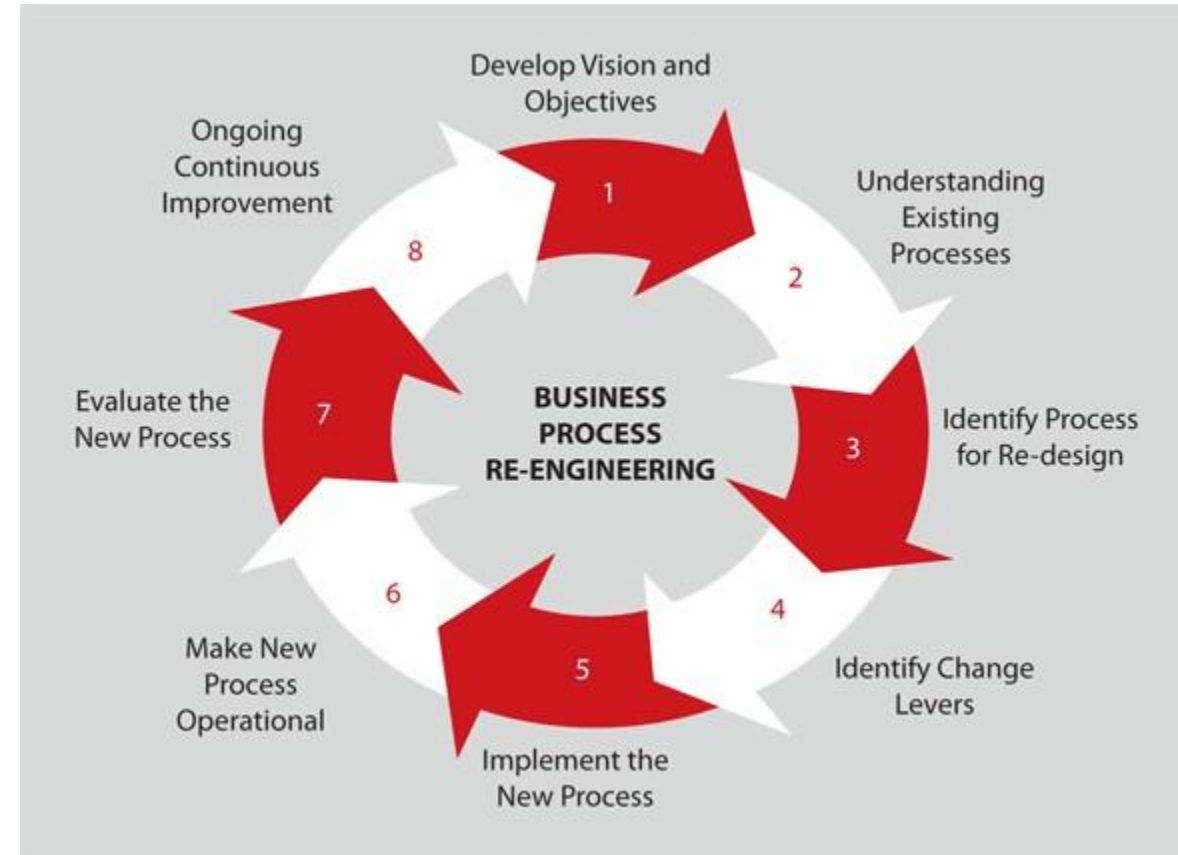 Develop Vision and
Objectives
1
Understanding
Existing
Processes
2
Identify Process
for Re-design
3
Identify Change
Levers
4
Implement the
New Process
5
Make New
Process
Operational
6
Evaluate the
New Process
7
Ongoing
Continuous
Improvement
8
BUSINESS
PROCESS
RE-ENGINEERING